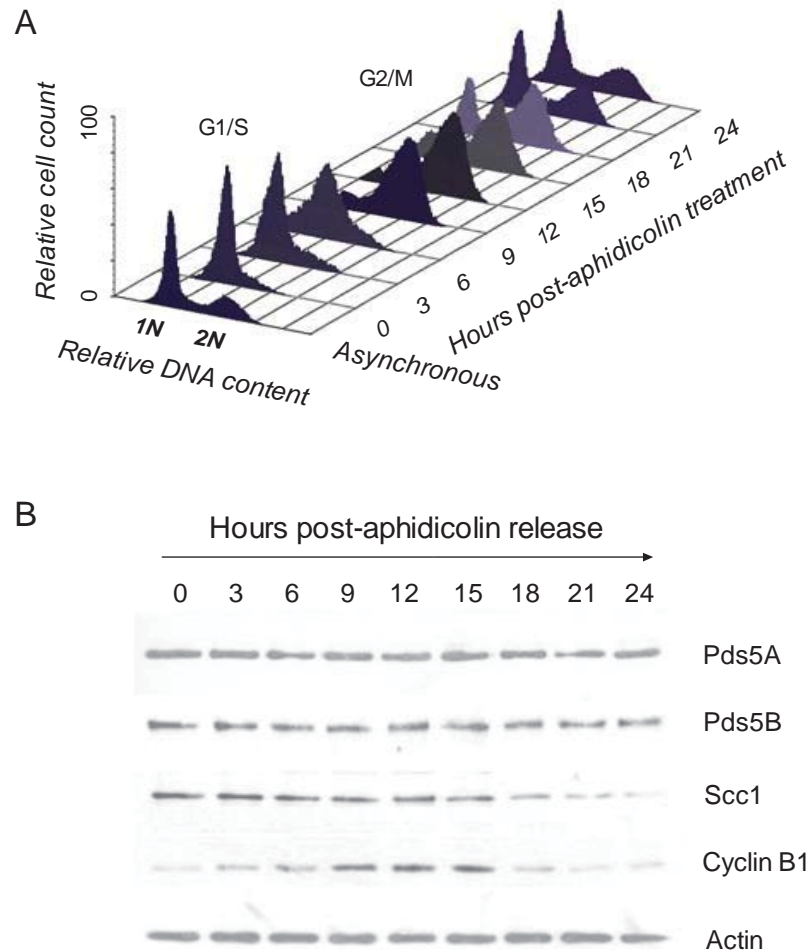 A
Relative cell count
100
0
G1/S
G2/M
1N 2N
Relative DNA content
Asynchronous
0 3 6 9 12 15 18 21 24
Hours post-aphidicolin treatment
B
Hours post-aphidicolin release
0 3 6 9 12 15 18 21 24
Pds5A
Pds5B
Scc1
Cyclin B1
Actin